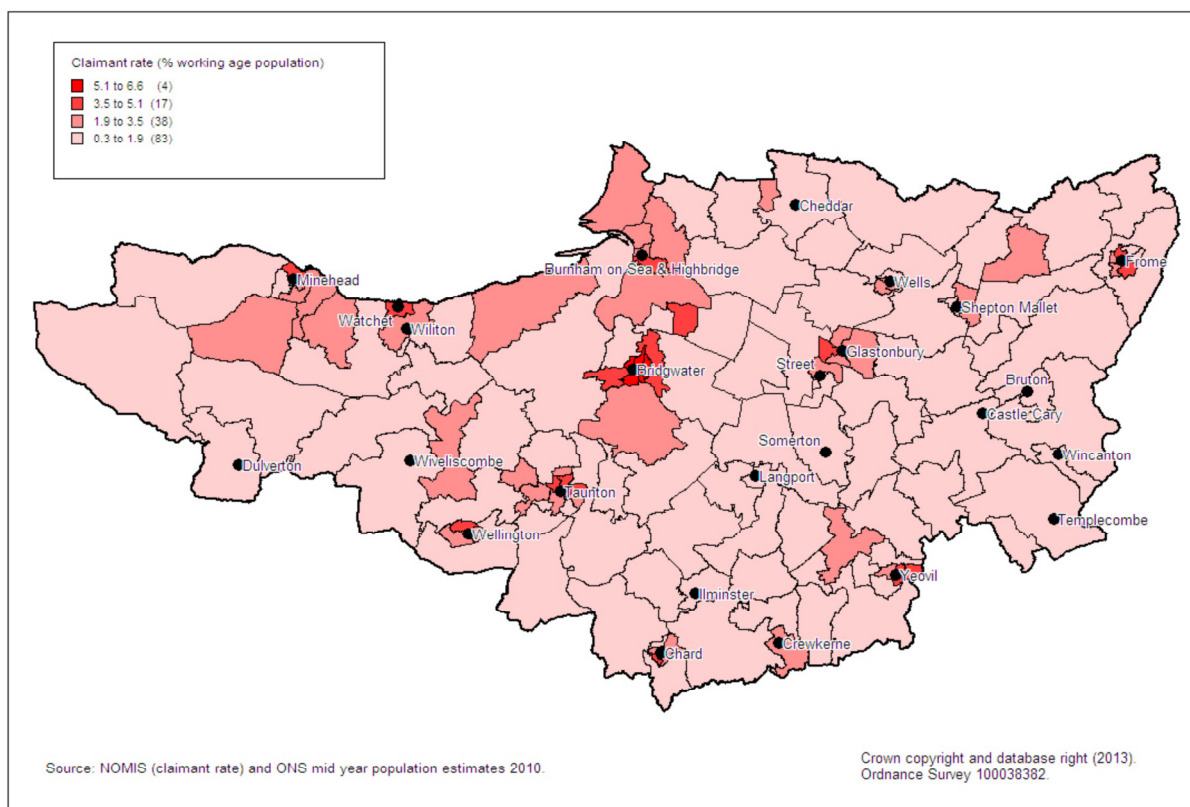 Claimant rate (% working age population)
5.1 to 6.6 (4)
3.5 to 5.1 (17)
1.9 to 3.5 (38)
0.3 to 1.9 (83)
Cheddar
Burnham on Sea & Highbridge
Frome
Minehead
Wells
Shepton Mallet
Watchet
Wiliton
Glastonbury
Bridgwater
Street
Bruton
Castle Cary
Somerton
Wincanton
Dulverton
Wiveliscombe
Langport
Taunton
Templecombe
Wellington
Yeovil
Ilminster
Crewkerne
Chard
Source: NOMIS (claimant rate) and ONS mid year population estimates 2010.
Crown copyright and database right (2013).
Ordnance Survey 100038382.